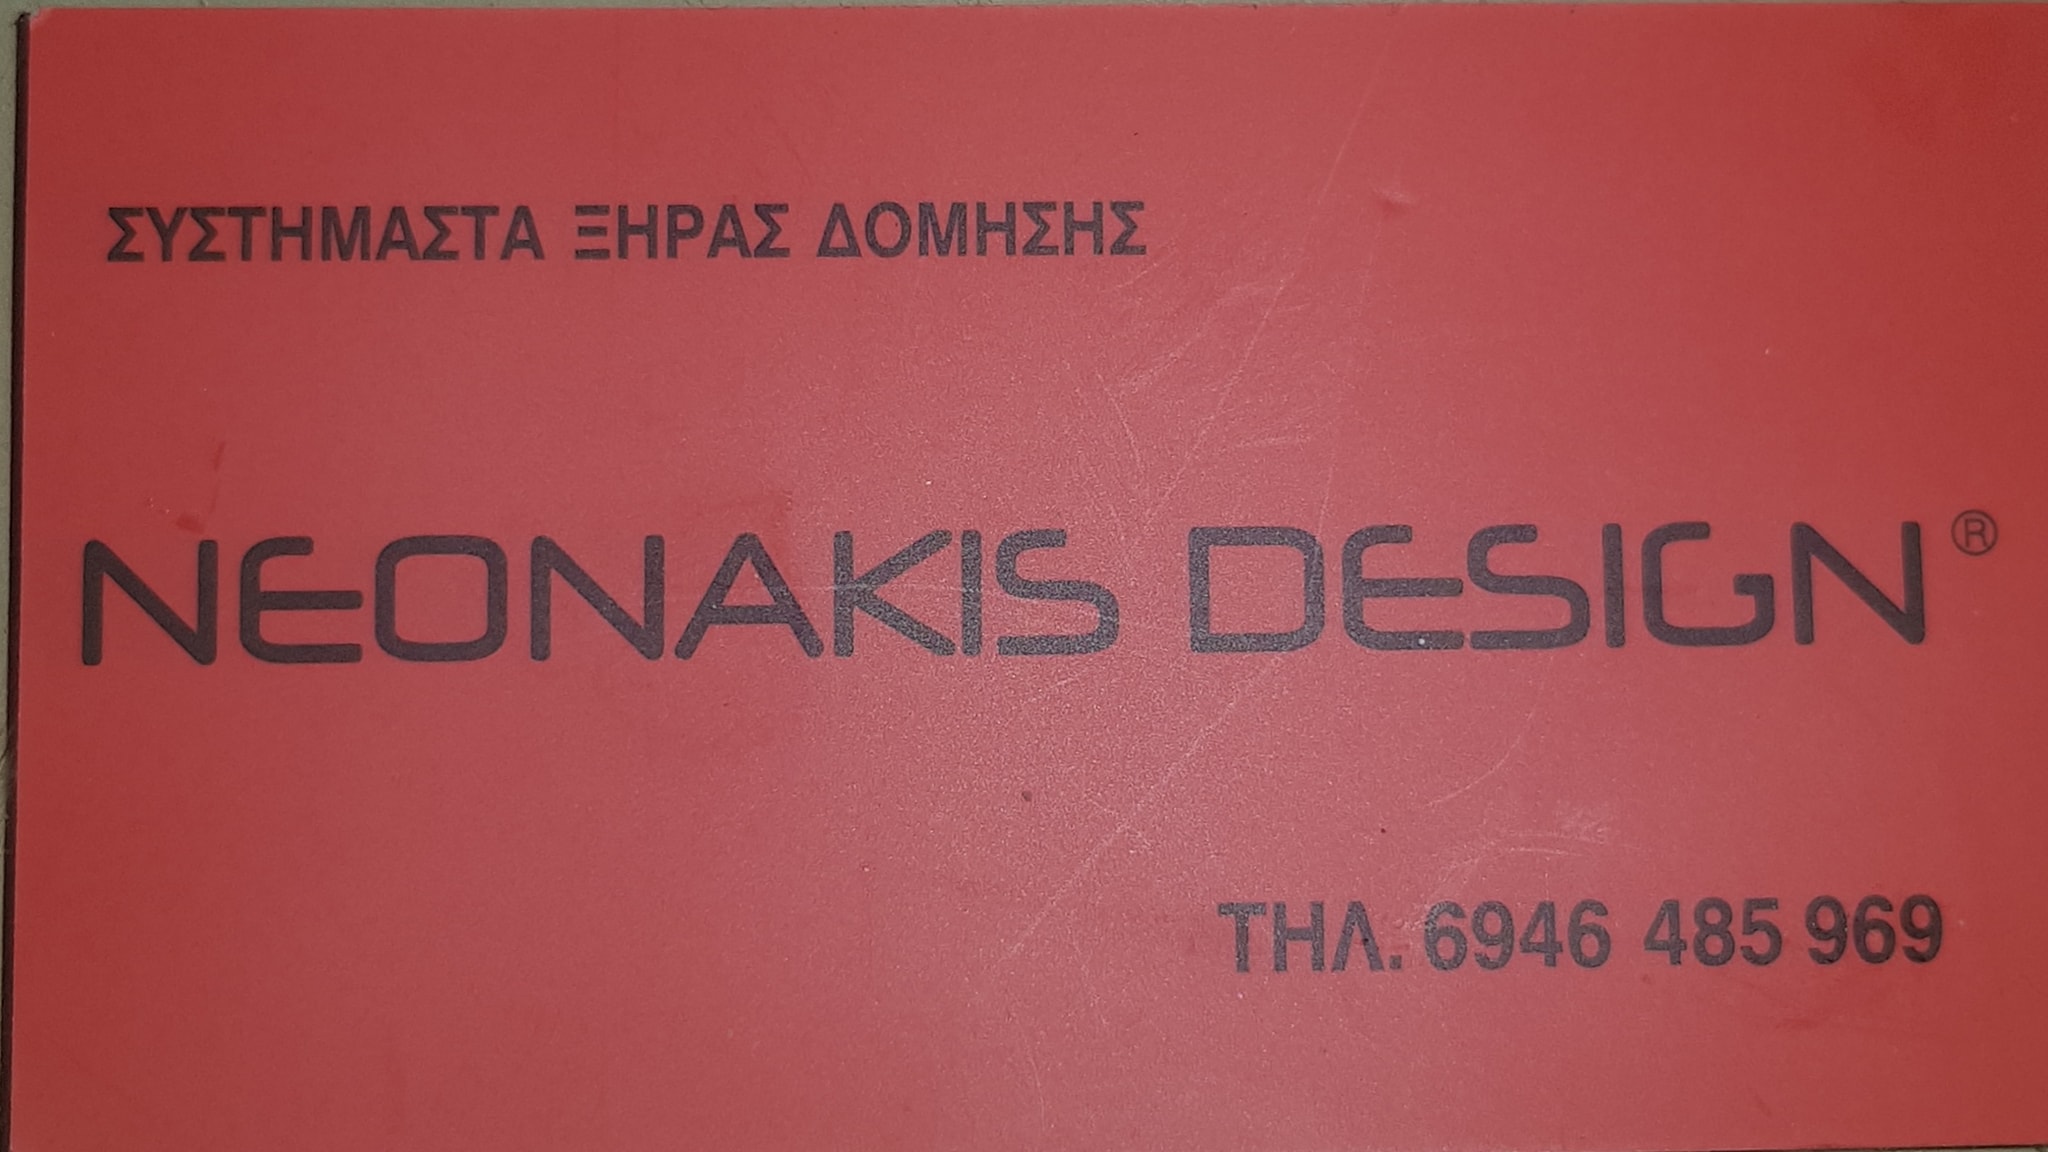 ΣΥΣΤΗΜΑΣΤΑ ΞΗΡΑΣ ΔΟΜΗΣΗΣ
NEONAKIS DESIGN®
ΤΗΛ. 6946 485 969